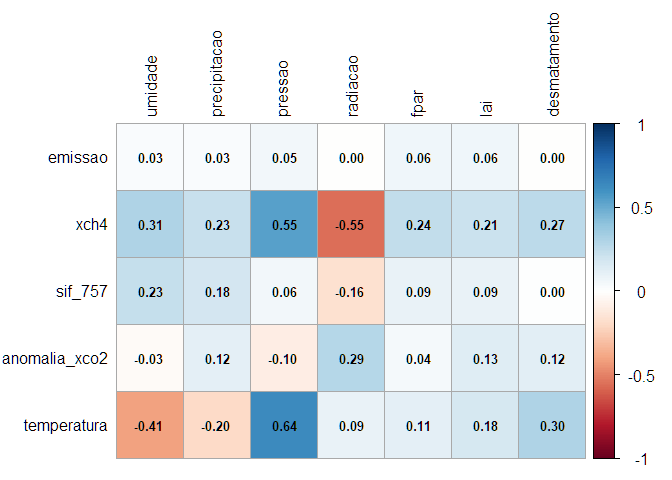 umidade precipitacao pressao radiacao fpar lai desmatamento
emissao 0.03 0.03 0.05 0.00 0.06 0.06 0.00
xch4 0.31 0.23 0.55 -0.55 0.24 0.21 0.27
sif_757 0.23 0.18 0.06 -0.16 0.09 0.09 0.00
anomalia_xco2 -0.03 0.12 -0.10 0.29 0.04 0.13 0.12
temperatura -0.41 -0.20 0.64 0.09 0.11 0.18 0.30
1
0.5
0
-0.5
-1